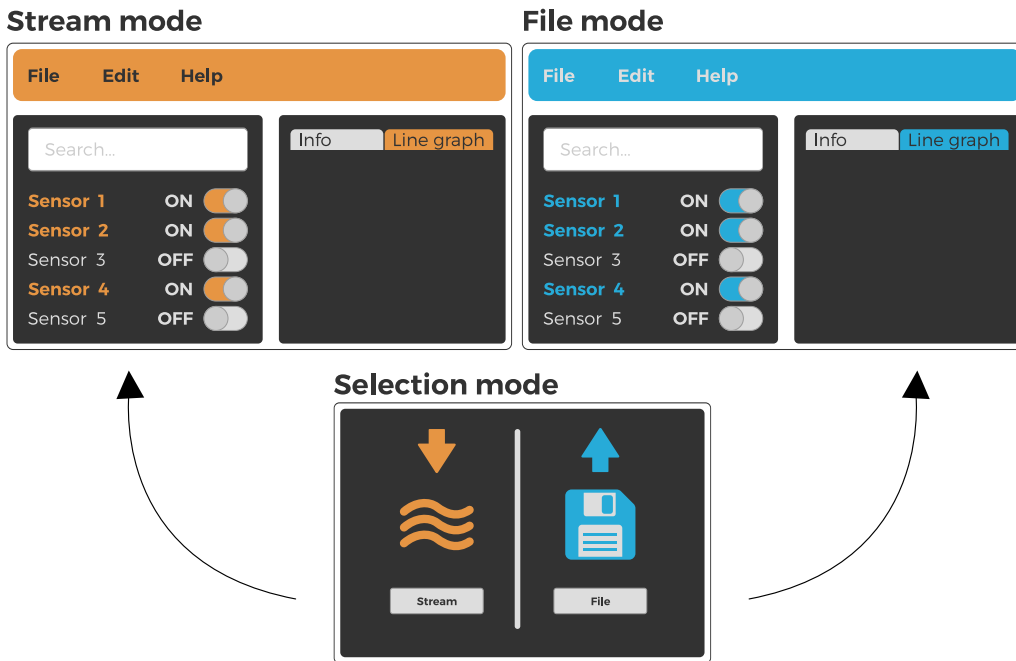 Stream mode
File Edit Help
Search...
Sensor 1 ON
Sensor 2 ON
Sensor 3 OFF
Sensor 4 ON
Sensor 5 OFF
Info Line graph
File mode
File Edit Help
Search...
Sensor 1 ON
Sensor 2 ON
Sensor 3 OFF
Sensor 4 ON
Sensor 5 OFF
Info Line graph
Selection mode
Stream
File